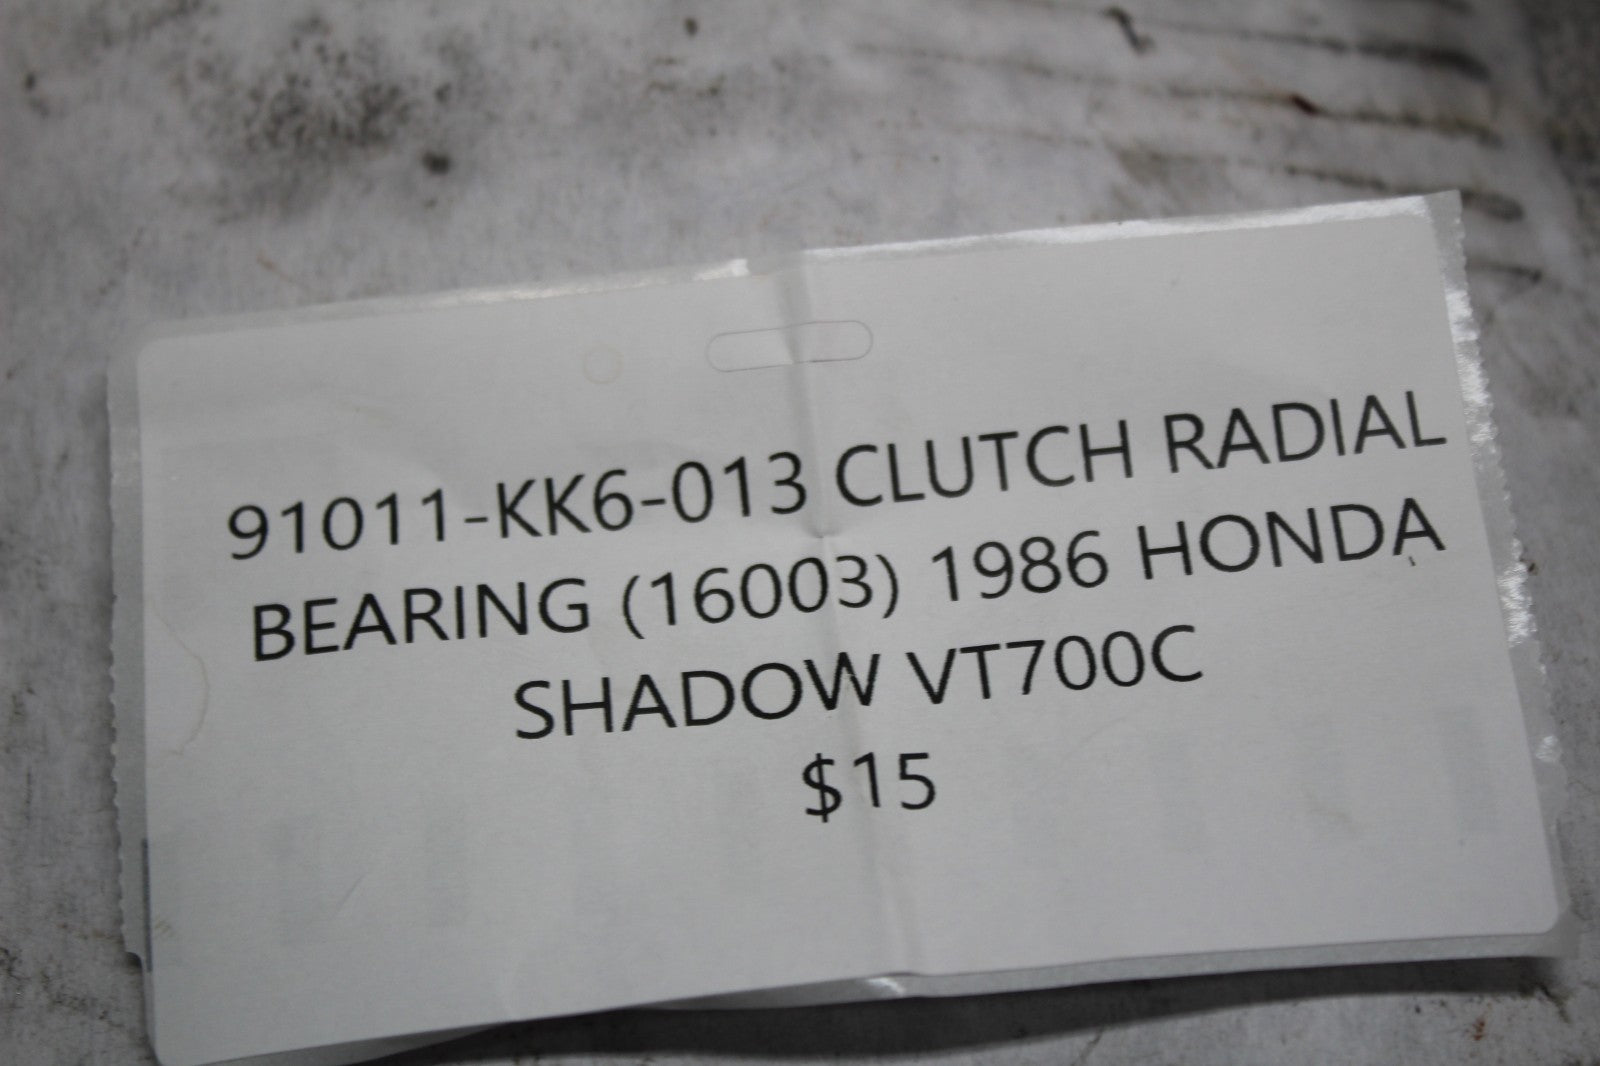 91011-KK6-013 CLUTCH RADIAL
BEARING (16003) 1986 HONDA
SHADOW VT700C
$15